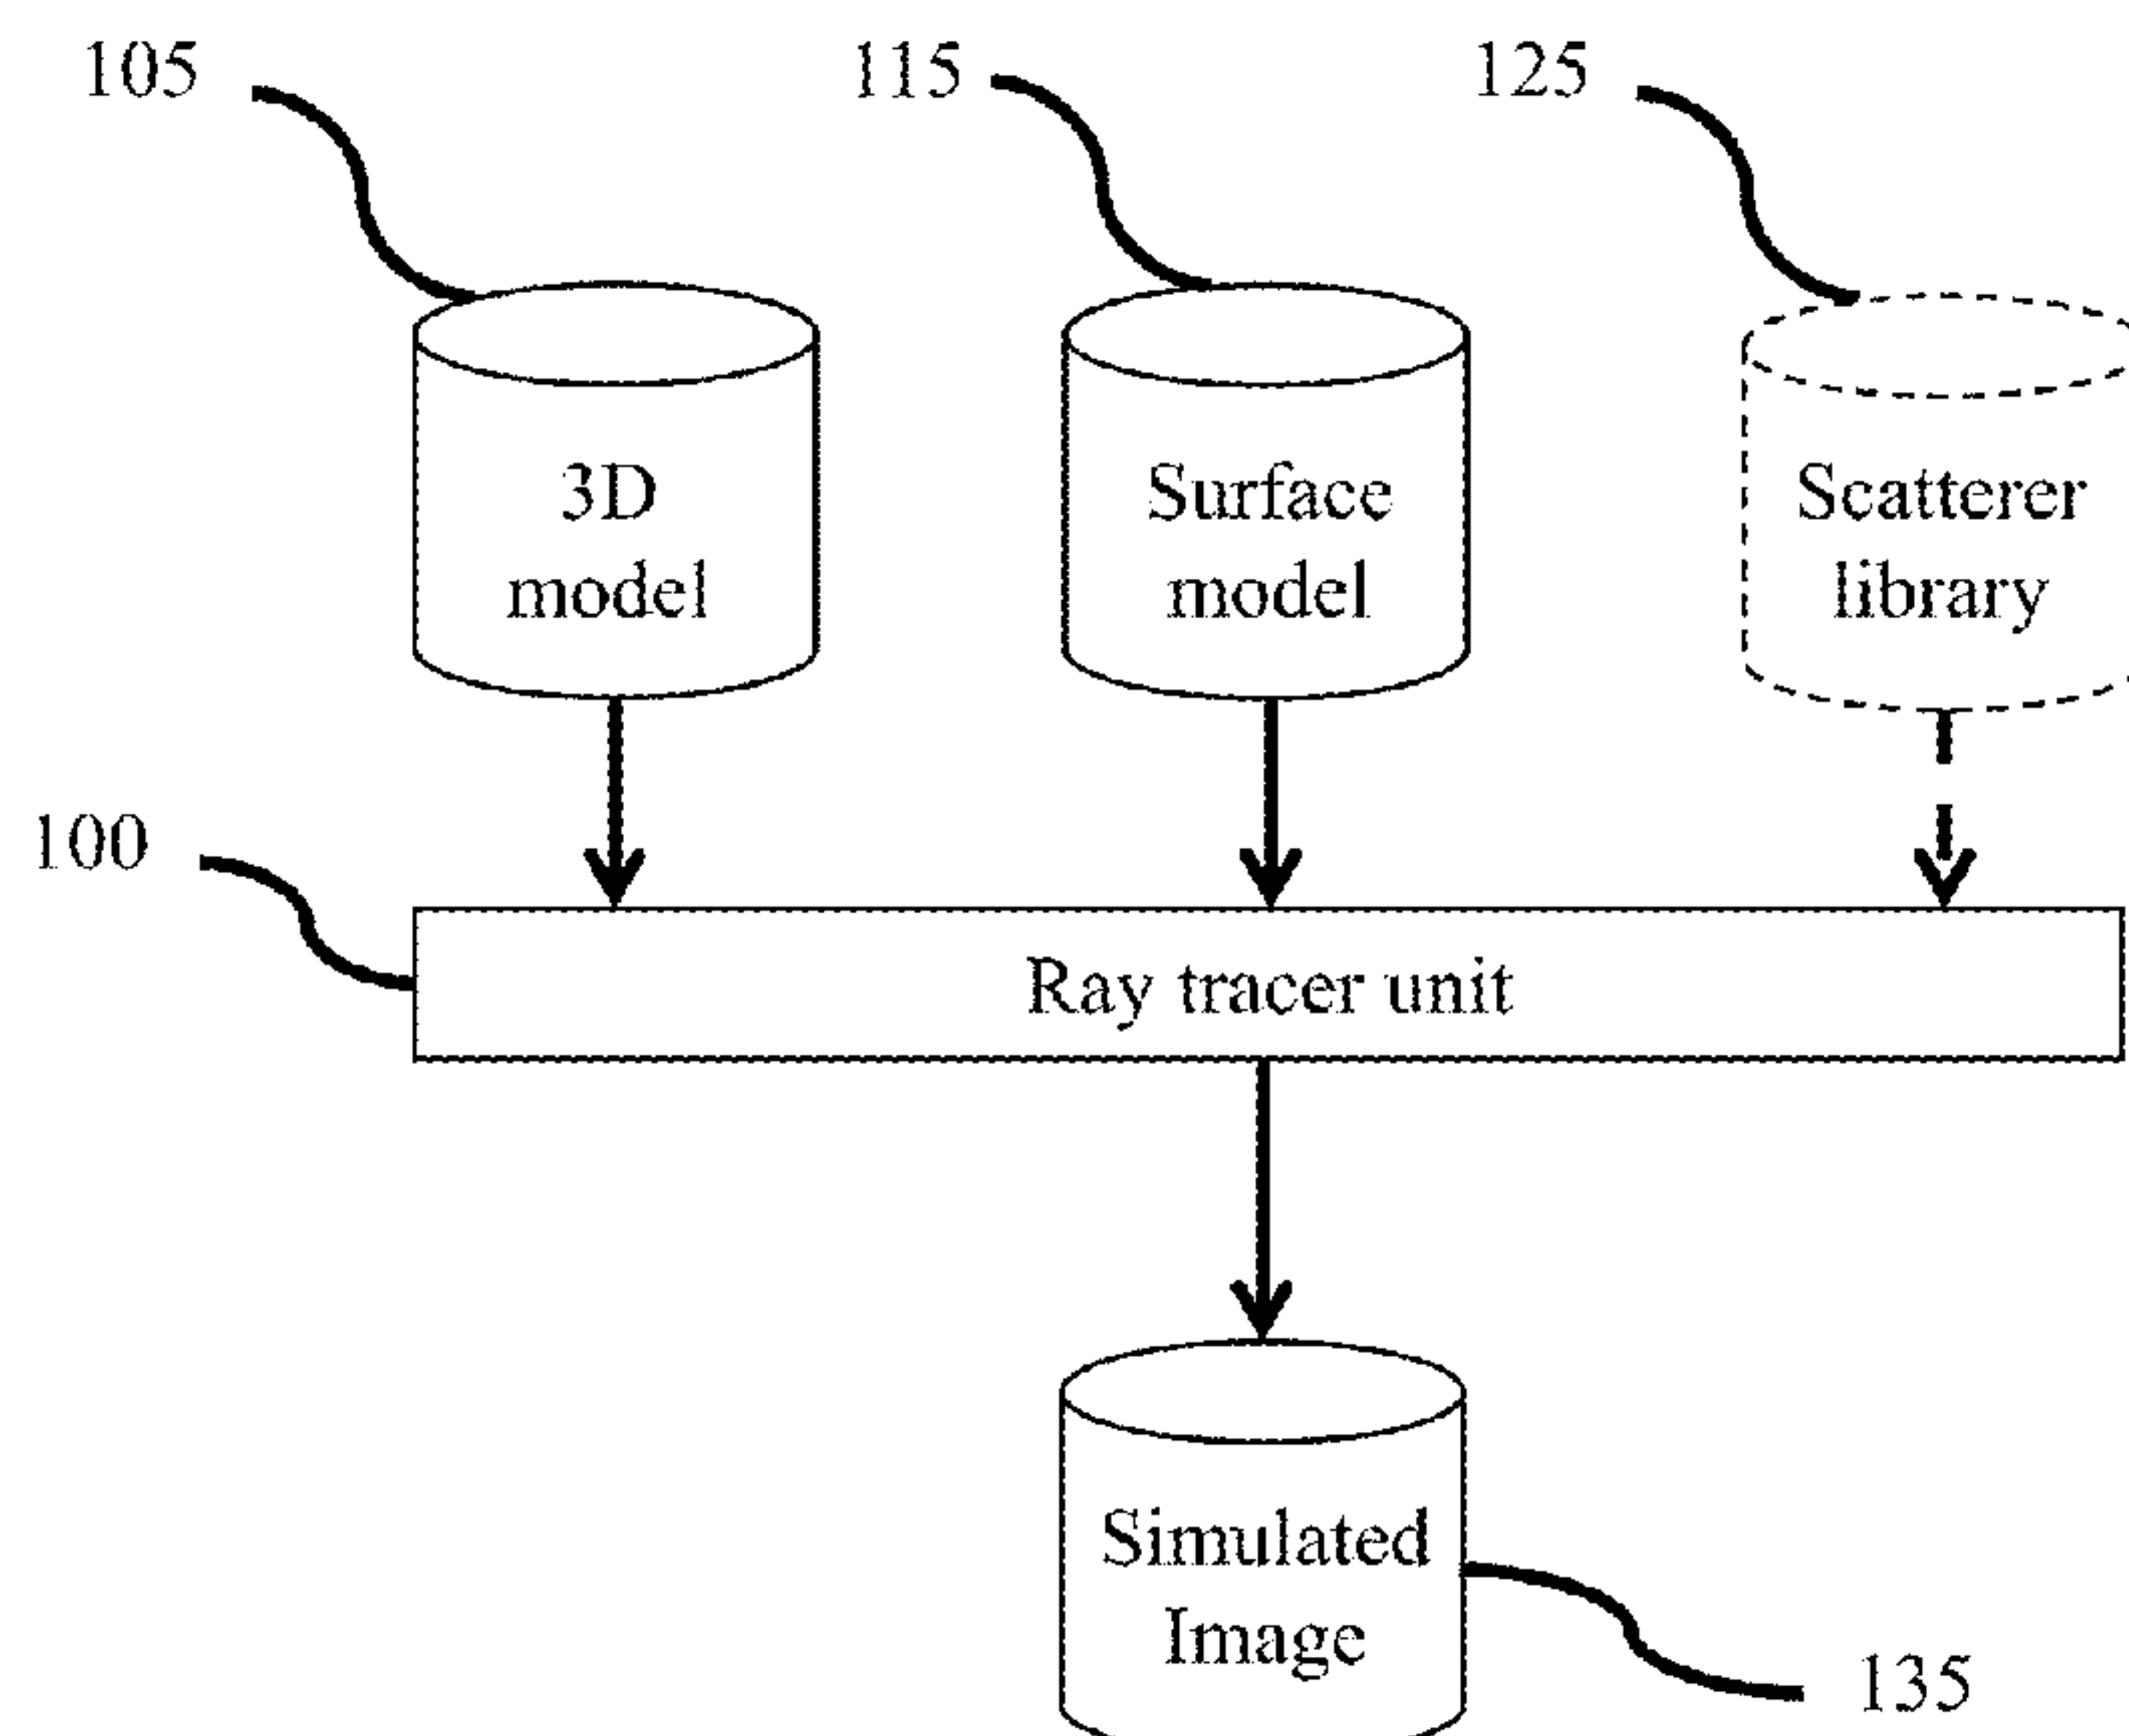 105
115
125
3D
model
Surface
model
Scatterer
library
100
Ray tracer unit
Simulated
Image
135